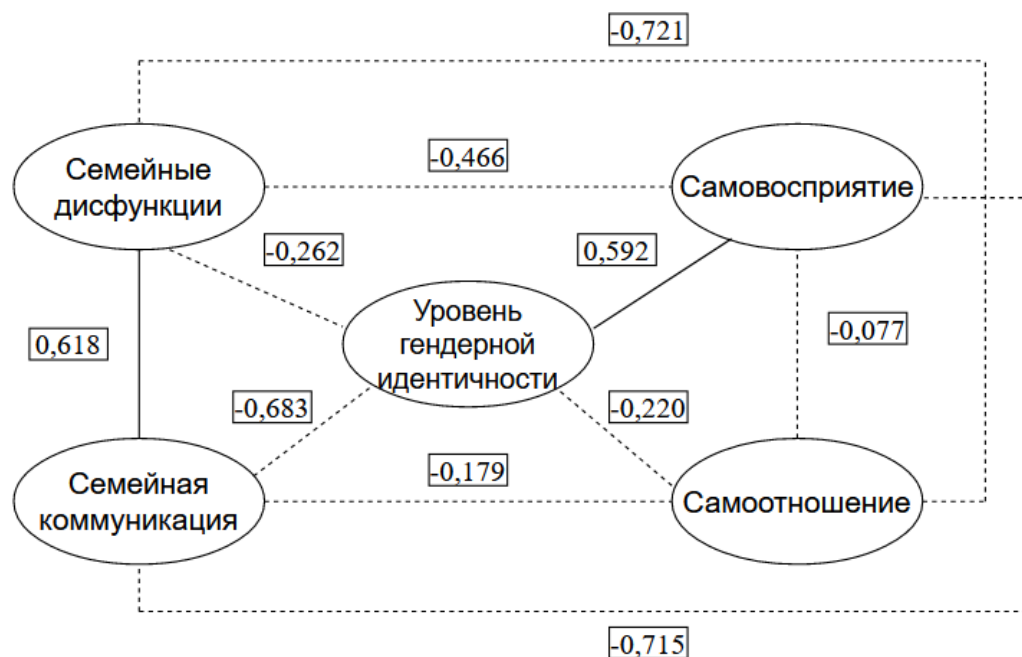 -0,721
Семейные
дисфункции
-0,466
Самовосприятие
-0,262
0,592
Уровень
гендерной
идентичности
0,618
-0,077
-0,683
-0,220
Семейная
коммуникация
-0,179
Самоотношение
-0,715